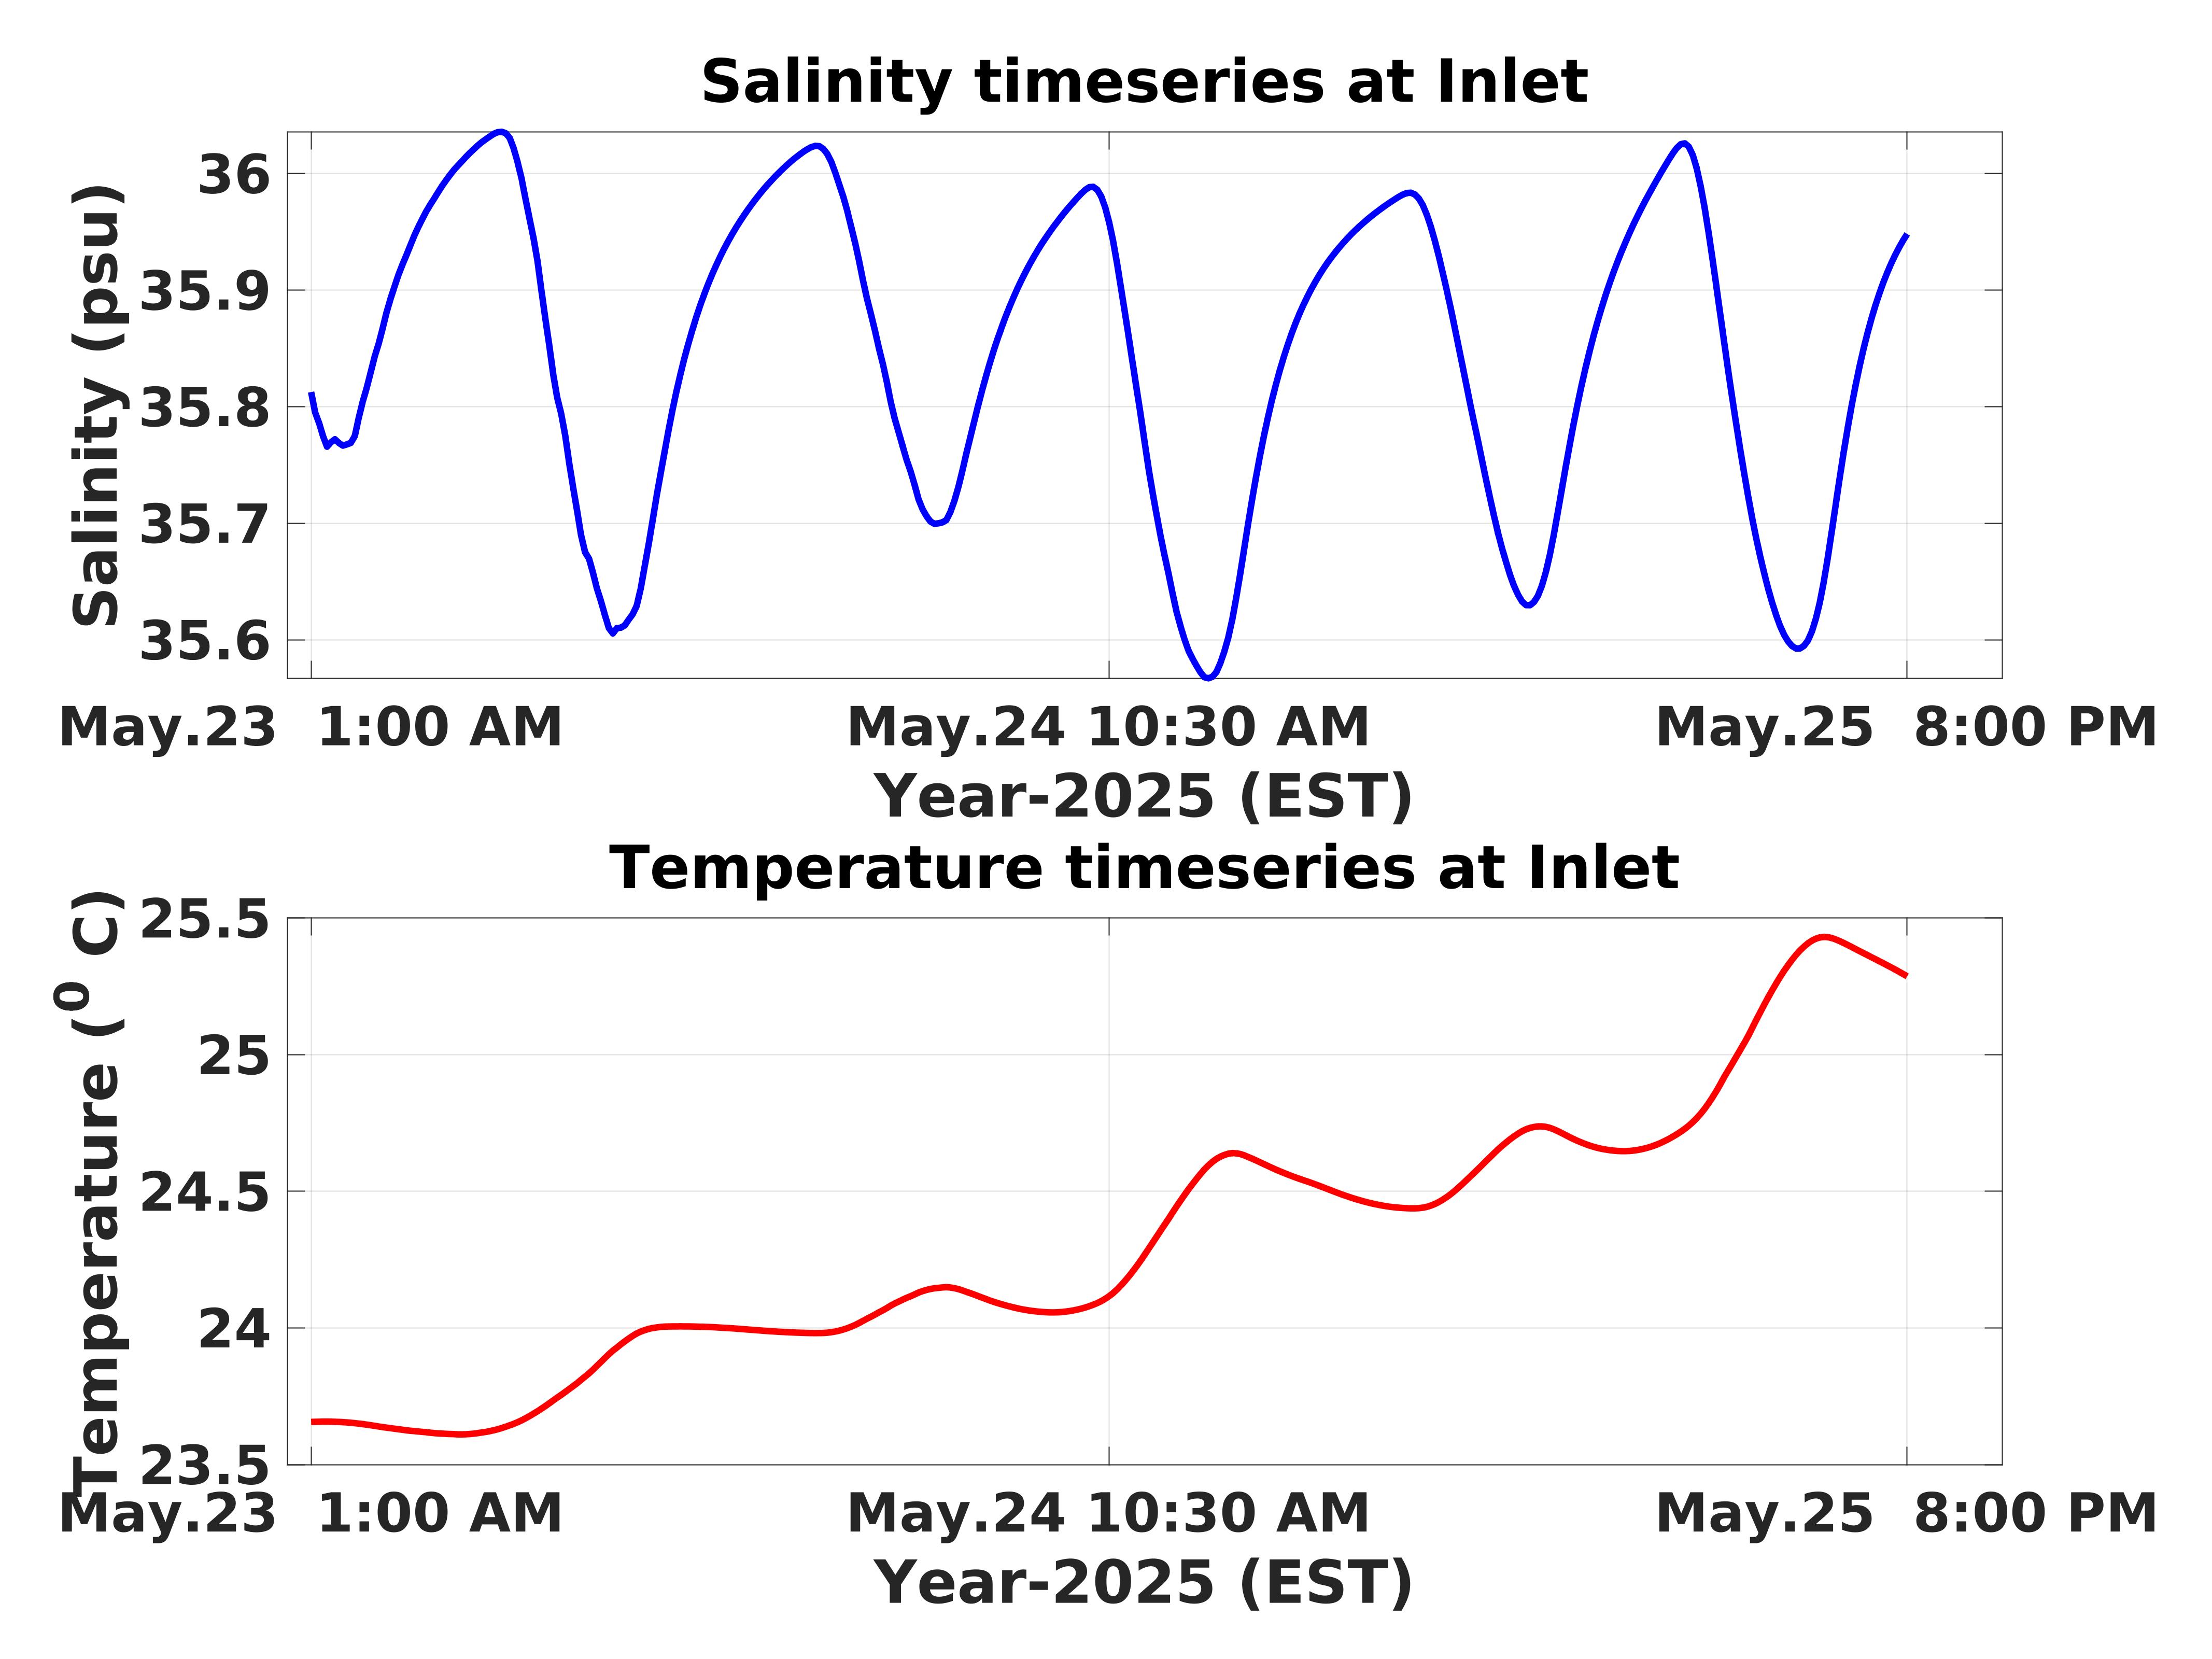 Salinity timeseries at Inlet
Salinity (psu)
36
35.9
35.8
35.7
35.6
May.23 1:00 AM
May.24 10:30 AM
May.25 8:00 PM
Year-2025 (EST)
Temperature timeseries at Inlet
Temperature (⁰ C)
25.5
25
24.5
24
23.5
May.23 1:00 AM
May.24 10:30 AM
May.25 8:00 PM
Year-2025 (EST)